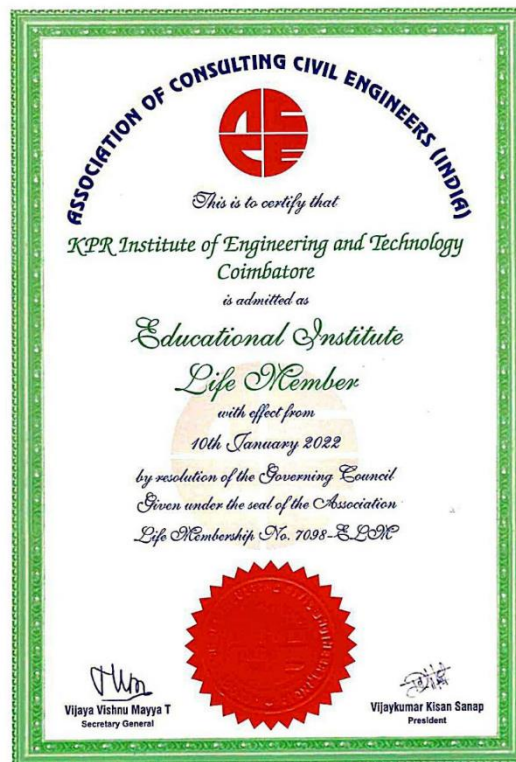 ASSOCIATION OF CONSULTING CIVIL ENGINEERS (INDIA)
ACCE
This is to certify that
KPR Institute of Engineering and Technology
Coimbatore
is admitted as
Educational Institute
Life Member
with effect from
10th January 2022
by resolution of the Governing Council
Given under the seal of the Association
Life Membership No. 7098-ELM
Vijaya Vishnu Mayya T
Secretary General
Vijaykumar Kisan Sanap
President